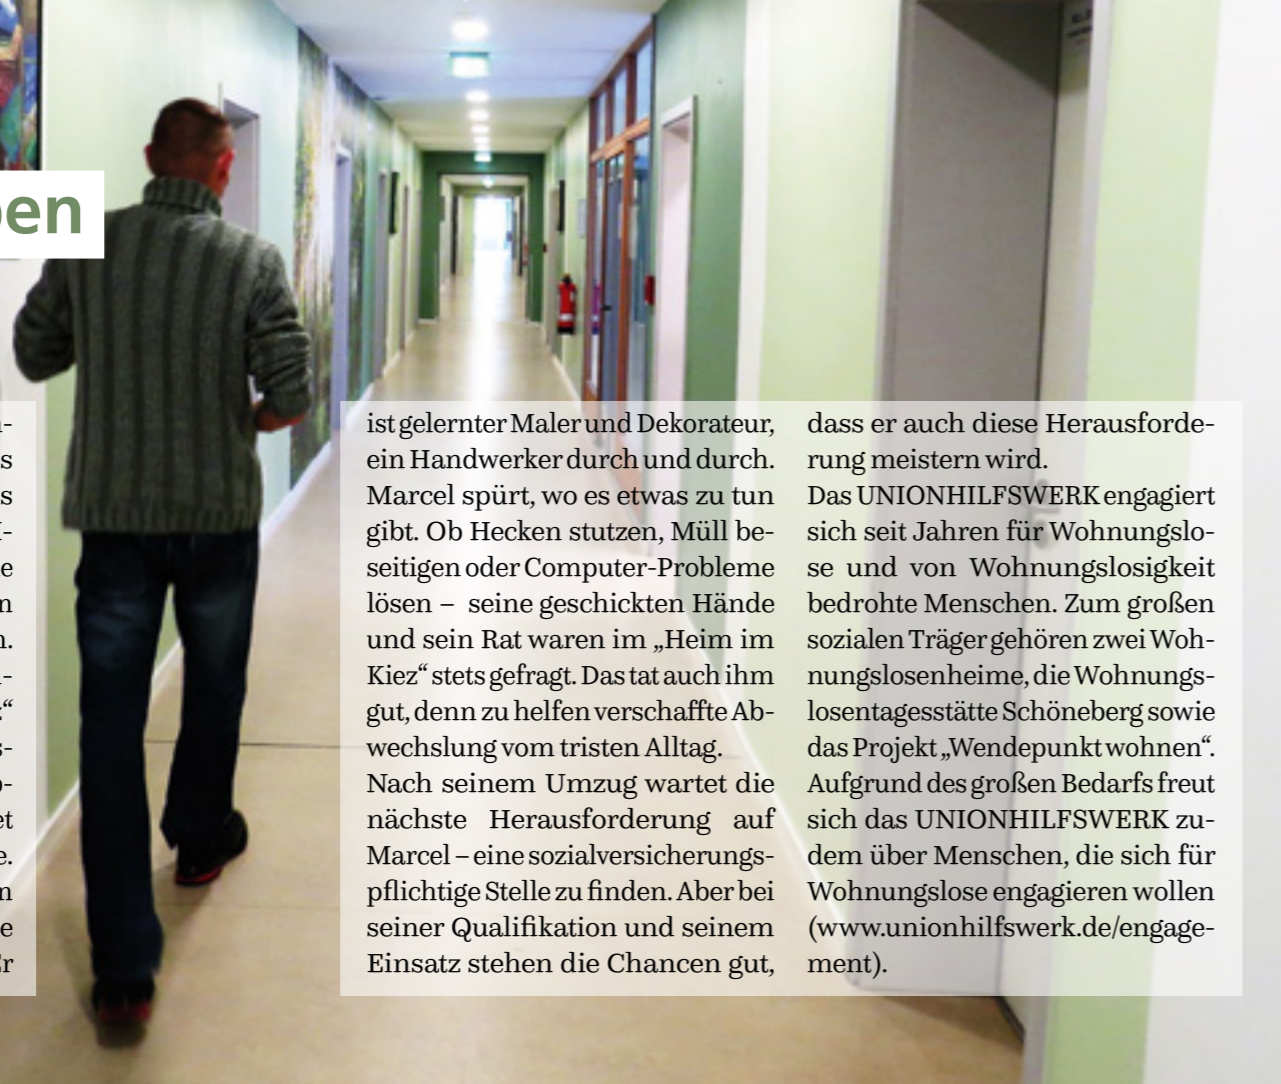 ist gelernter Maler und Dekorateur,
ein Handwerker durch und durch.
Marcel spürt, wo es etwas zu tun
gibt. Ob Hecken stutzen, Müll be-
seitigen oder Computer-Probleme
lösen – seine geschickten Hände
und sein Rat waren im „Heim im
Kiez“ stets gefragt. Das tat auch ihm
gut, denn zu helfen verschaffte Ab-
wechslung vom tristen Alltag.
Nach seinem Umzug wartet die
nächste Herausforderung auf
Marcel – eine sozialversicherungs-
pflichtige Stelle zu finden. Aber bei
seiner Qualifikation und seinem
Einsatz stehen die Chancen gut,
dass er auch diese Herausforde-
rung meistern wird.
Das UNIONHILFSWERK engagiert
sich seit Jahren für Wohnungslo-
se und von Wohnungslosigkeit
bedrohte Menschen. Zum großen
sozialen Träger gehören zwei Woh-
nungslosenheime, die Wohnungs-
losentagesstätte Schöneberg sowie
das Projekt „Wendepunkt wohnen“.
Aufgrund des großen Bedarfs freut
sich das UNIONHILFSWERK zu-
dem über Menschen, die sich für
Wohnungslose engagieren wollen
(www.unionhilfswerk.de/engage-
ment).